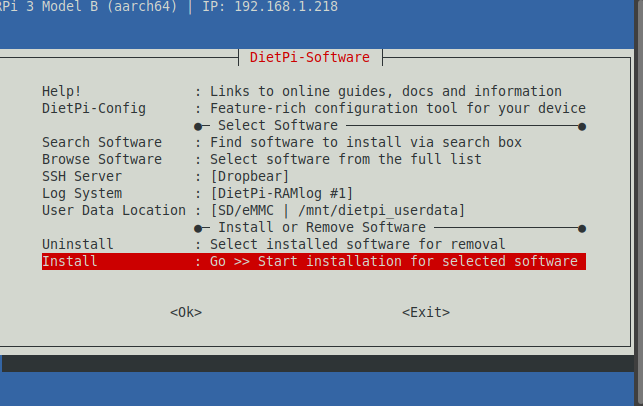 RPi 3 Model B (aarch64) | IP: 192.168.1.218
DietPi-Software
Help! : Links to online guides, docs and information
DietPi-Config : Feature-rich configuration tool for your device
Select Software
Search Software : Find software to install via search box
Browse Software : Select software from the full list
SSH Server : [Dropbear]
Log System : [DietPi-RAMlog #1]
User Data Location : [SD/eMMC | /mnt/dietpi_userdata]
Install or Remove Software
Uninstall : Select installed software for removal
Install : Go >> Start installation for selected software
<Ok> <Exit>